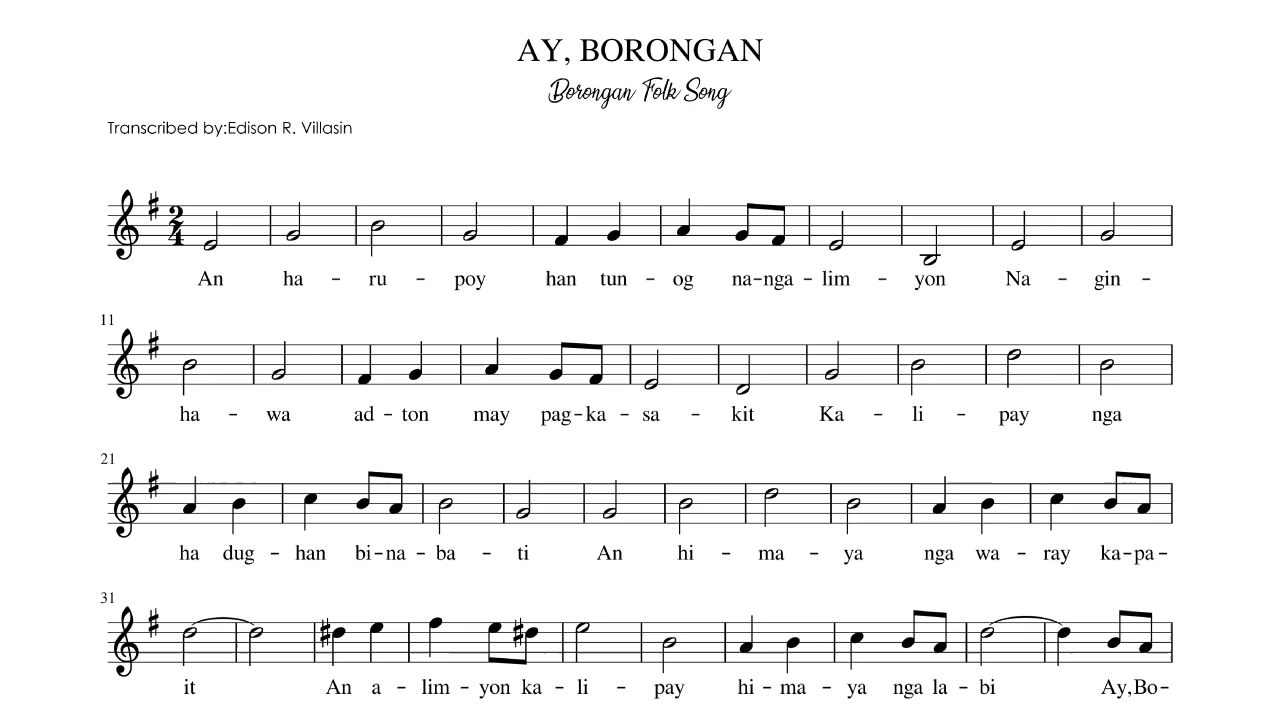 AY, BORONGAN
Borongan Folk Song
Transcribed by:Edison R. Villasin
2
4
An ha - ru - poy han tun - og na-nga - lim - yon Na - gin -
11
ha - wa ad - ton may pag-ka - sa - kit Ka - li - pay nga
21
ha dug - han bi-na - ba - ti An hi - ma - ya nga wa - ray ka-pa-
31
it An a - lim - yon ka - li - pay hi - ma - ya nga la - bi Ay,Bo-